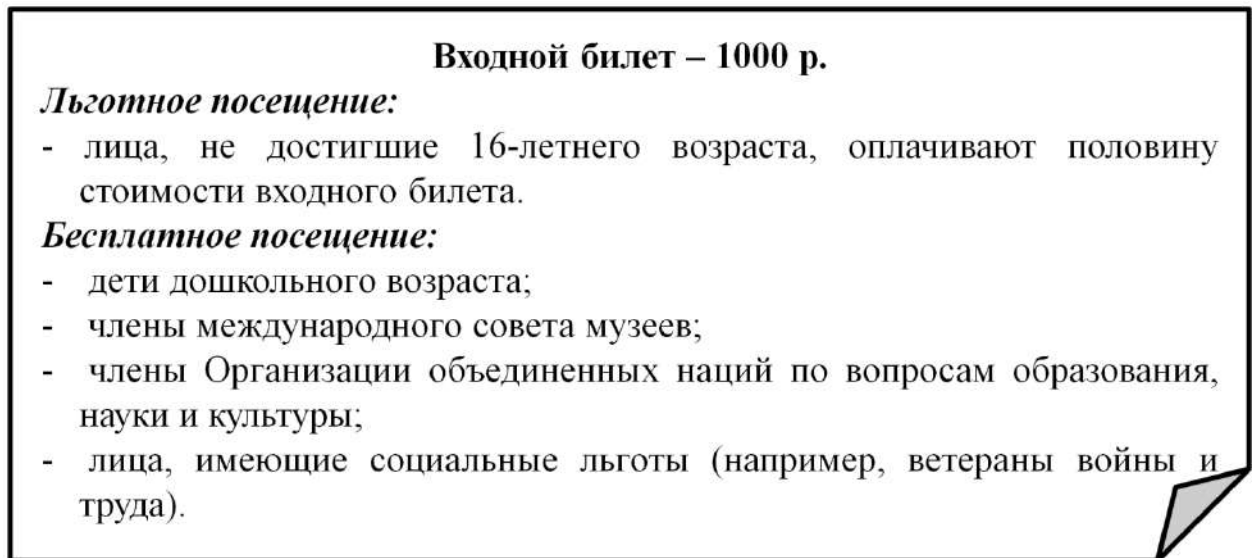 Входной билет – 1000 р.
Льготное посещение:
- лица, не достигшие 16-летнего возраста, оплачивают половину
стоимости входного билета.
Бесплатное посещение:
- дети дошкольного возраста;
- члены международного совета музеев;
- члены Организации объединенных наций по вопросам образования,
науки и культуры;
- лица, имеющие социальные льготы (например, ветераны войны и
труда).